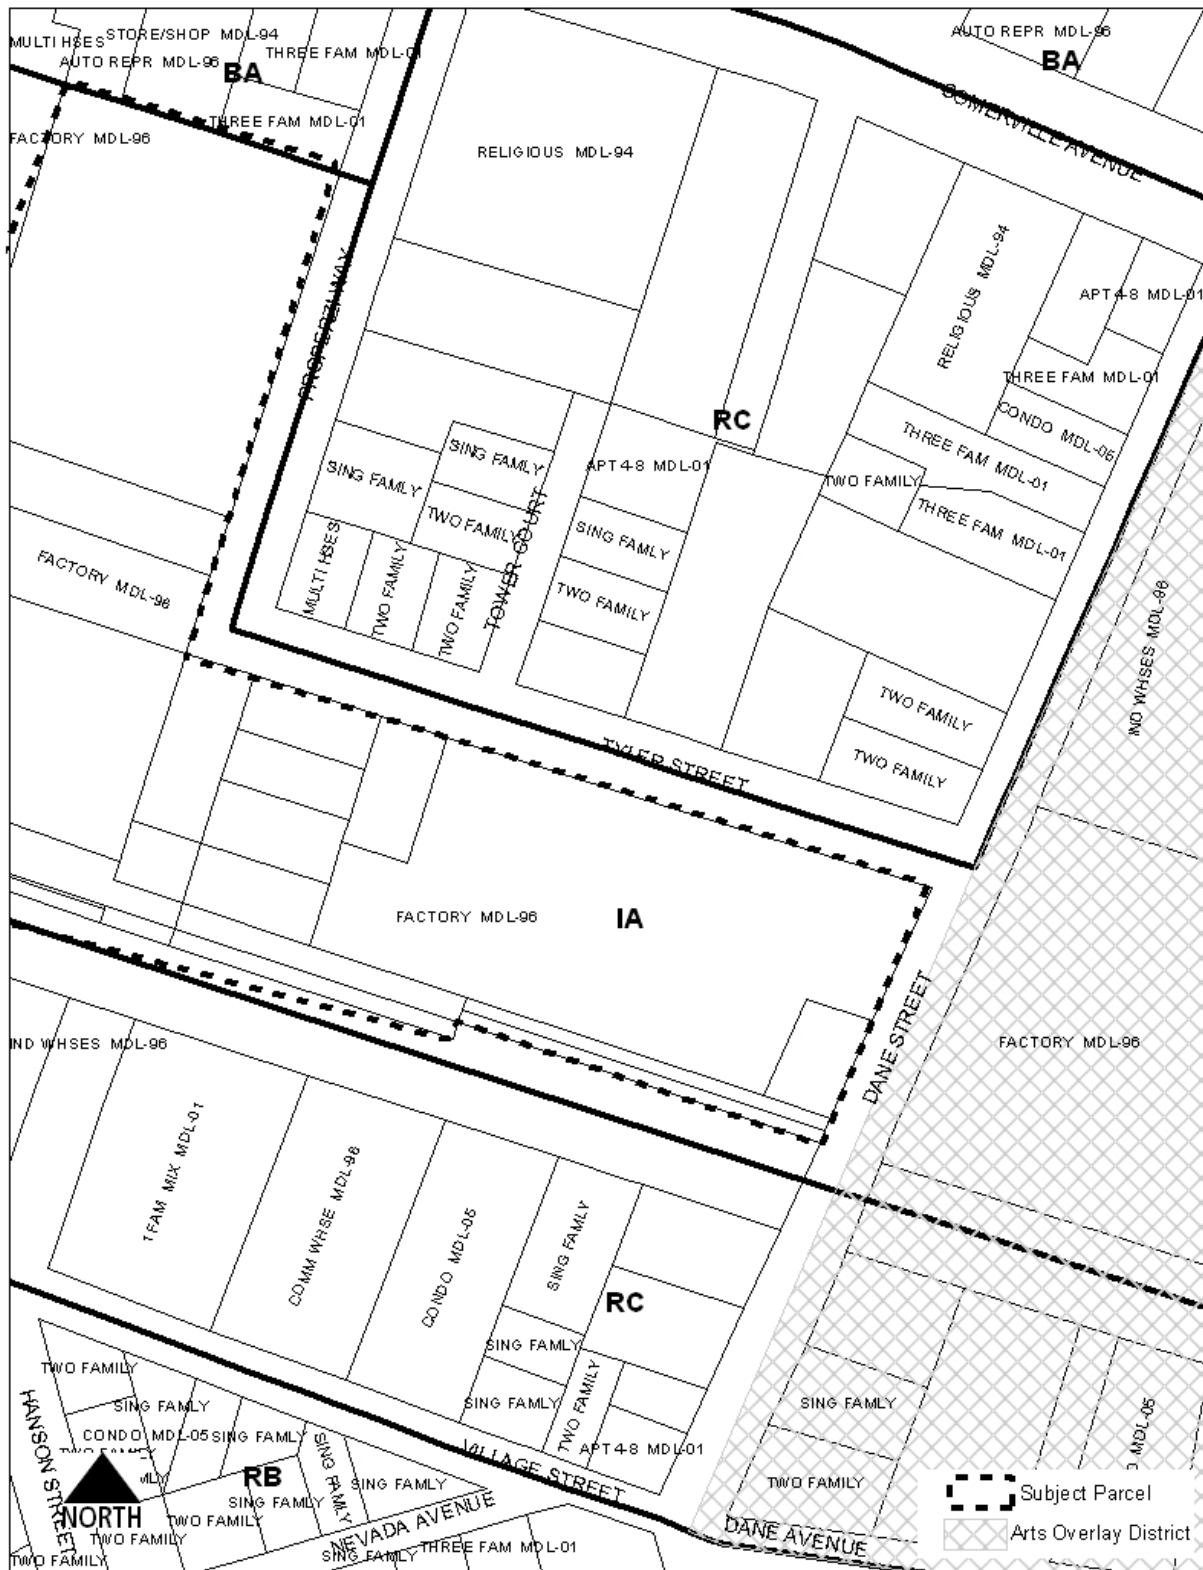 MULTI HSES
STORE/SHOP MDL-94
THREE FAM MDL-01
AUTO REPR MDL-96
BA
AUTO REPR MDL-96
BA
SOMERVILLE AVENUE
THREE FAM MDL-01
FACTORY MDL-96
RELIGIOUS MDL-94
RELIGIOUS MDL-94
PROPERZI WAY
APT 4-8 MDL-01
THREE FAM MDL-01
CONDO MDL-05
RC
THREE FAM MDL-01
SING FAMLY
SING FAMLY
APT 4-8 MDL-01
TWO FAMILY
THREE FAM MDL-01
TWO FAMILY
SING FAMLY
TOWER COURT
FACTORY MDL-96
MULTI HSES
TWO FAMILY
TWO FAMILY
TWO FAMILY
IND WHSES MDL-96
TWO FAMILY
TWO FAMILY
TYLER STREET
FACTORY MDL-96
IA
DANE STREET
FACTORY MDL-96
IND WHSES MDL-96
1 FAM MIX MDL-01
COMM WHSE MDL-96
CONDO MDL-05
SING FAMLY
RC
SING FAMLY
SING FAMLY
TWO FAMILY
APT 4-8 MDL-01
SING FAMLY
TWO FAMILY
O MDL-05
TWO FAMILY
SING FAMLY
HANSON STREET
CONDO MDL-05
SING FAMLY
TWO FAMILY
SING FAMLY
RB
SING FAMLY
SING FAMLY
VILLAGE STREET
NORTH
TWO FAMILY
TWO FAMILY
NEVADA AVENUE
TWO FAMILY
SING FAMLY
THREE FAM MDL-01
DANE AVENUE
Subject Parcel
Arts Overlay District